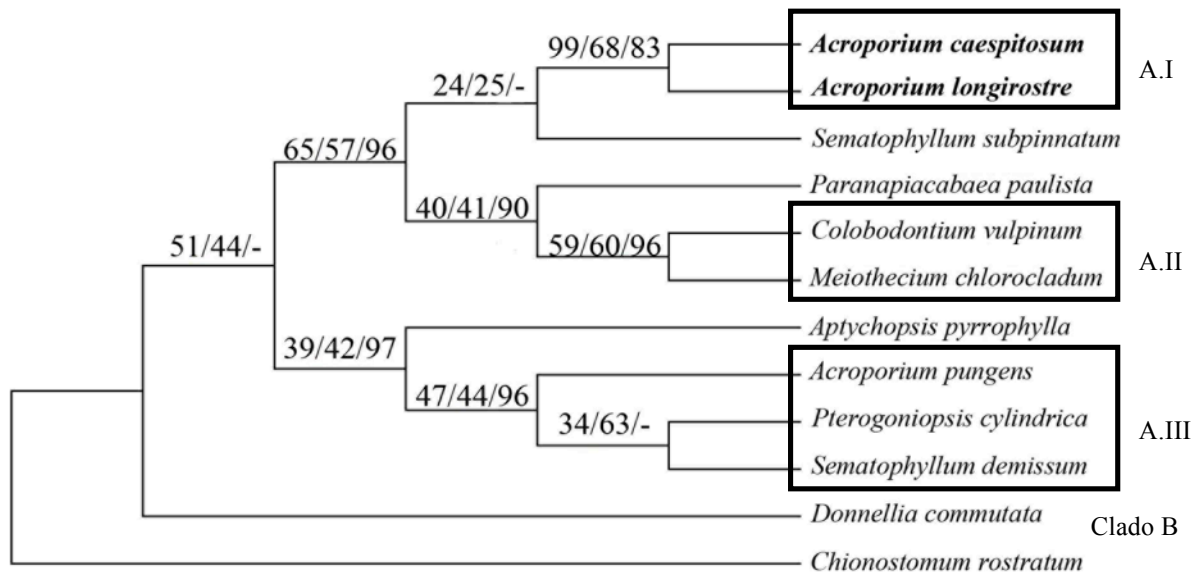 99/68/83
Acroporium caespitosum
A.I
Acroporium longirostre
24/25/-
Sematophyllum subpinnatum
65/57/96
Paranapiacabaea paulista
40/41/90
Colobodontium vulpinum
59/60/96
A.II
Meiothecium chlorocladum
51/44/-
Aptychopsis pyrrophylla
39/42/97
Acroporium pungens
47/44/96
Pterogoniopsis cylindrica
34/63/-
A.III
Sematophyllum demissum
Donnellia commutata
Clado B
Chionostomum rostratum